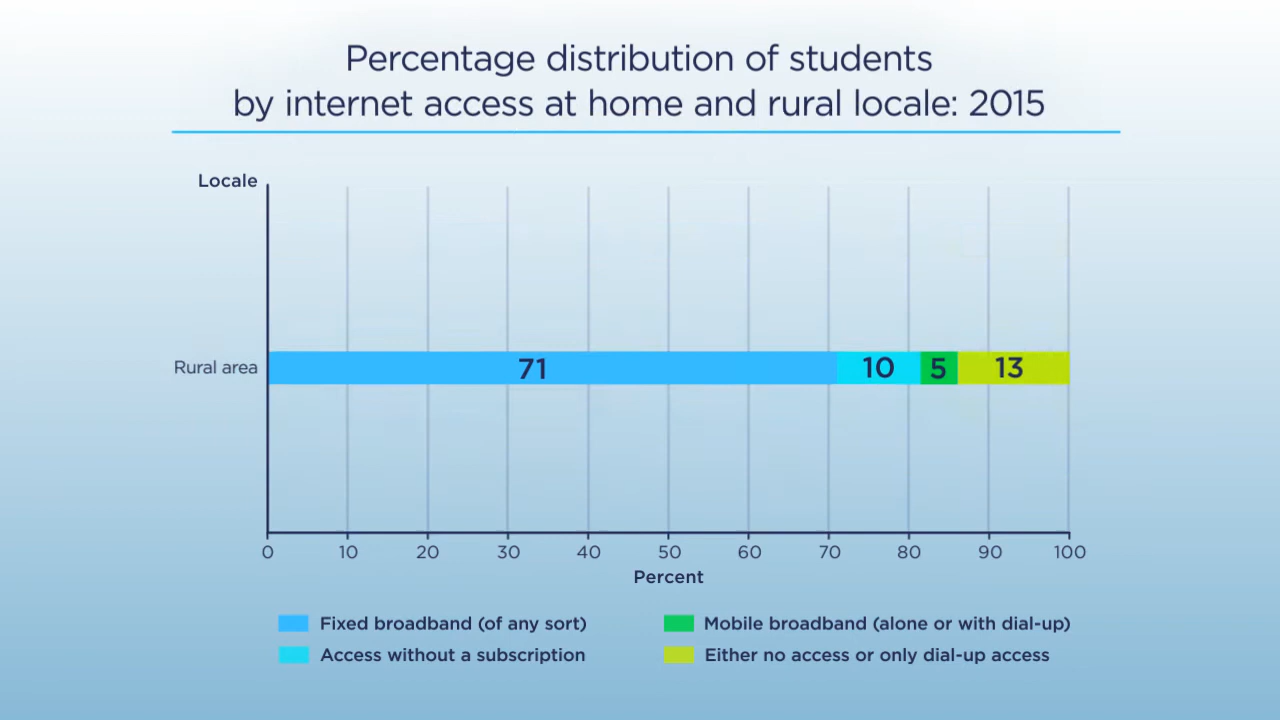 Percentage distribution of students
by internet access at home and rural locale: 2015
Locale
Rural area
71 10 5 13
0 10 20 30 40 50 60 70 80 90 100
Percent
Fixed broadband (of any sort)
Mobile broadband (alone or with dial-up)
Access without a subscription
Either no access or only dial-up access